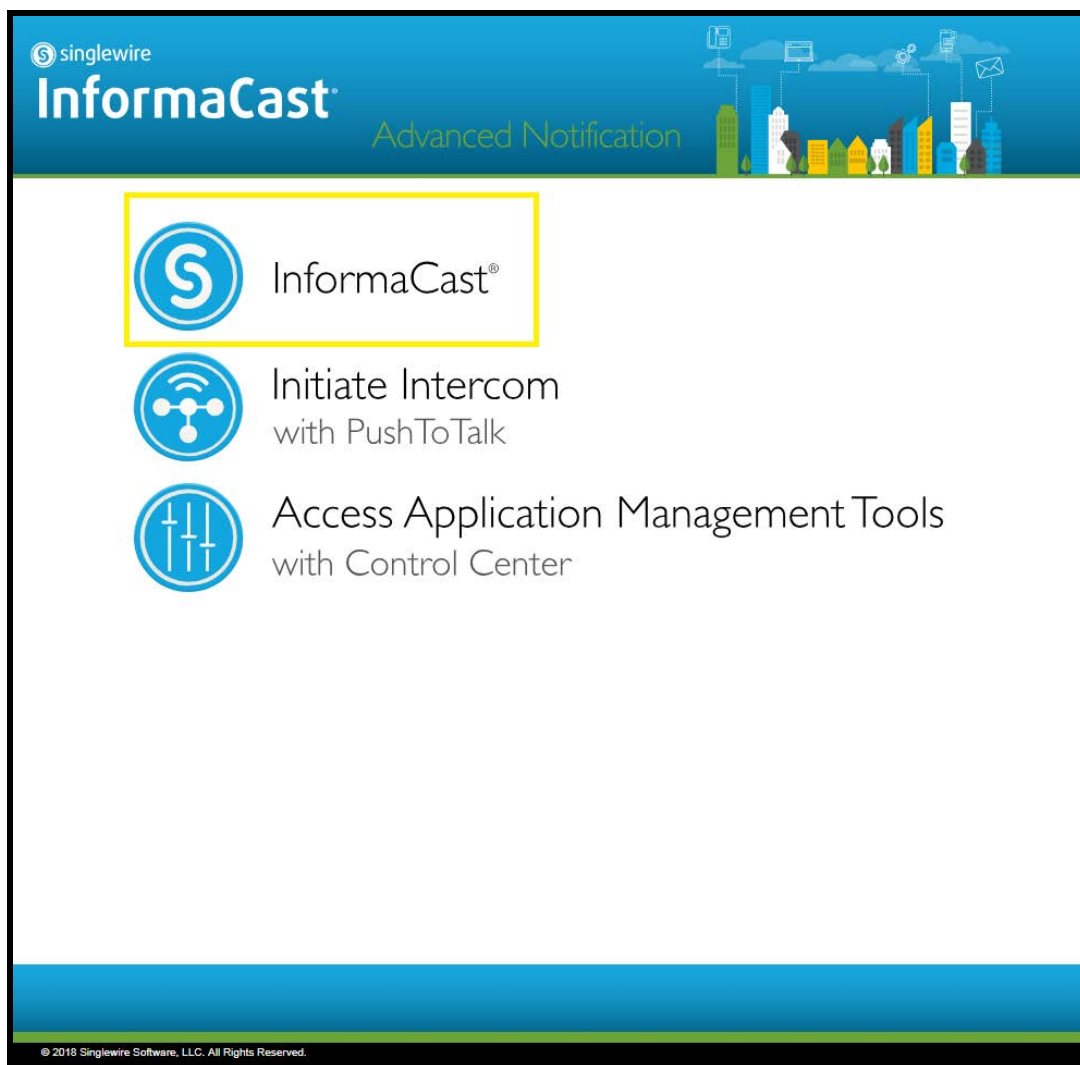 singlewire
InformaCast®
Advanced Notification
InformaCast®
Initiate Intercom
with PushToTalk
Access Application Management Tools
with Control Center
© 2018 Singlewire Software, LLC. All Rights Reserved.